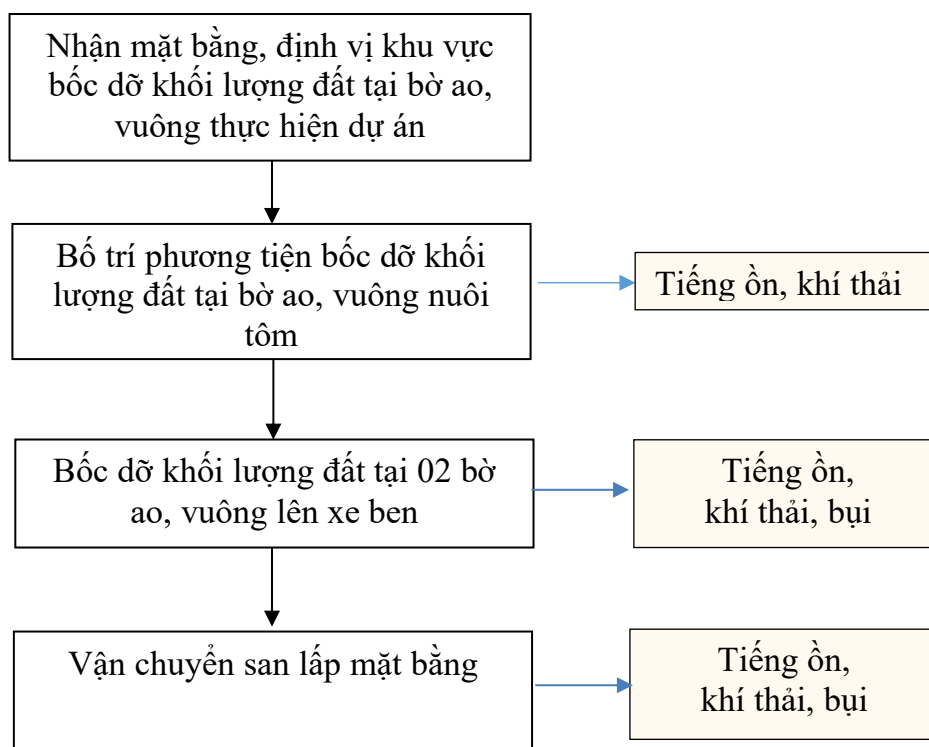 Nhận mặt bằng, định vị khu vực
bốc dỡ khối lượng đất tại bờ ao,
vuông thực hiện dự án
Bố trí phương tiện bốc dỡ khối
lượng đất tại bờ ao, vuông nuôi
tôm
Tiếng ồn, khí thải
Bốc dỡ khối lượng đất tại 02 bờ
ao, vuông lên xe ben
Tiếng ồn,
khí thải, bụi
Vận chuyển san lấp mặt bằng
Tiếng ồn,
khí thải, bụi